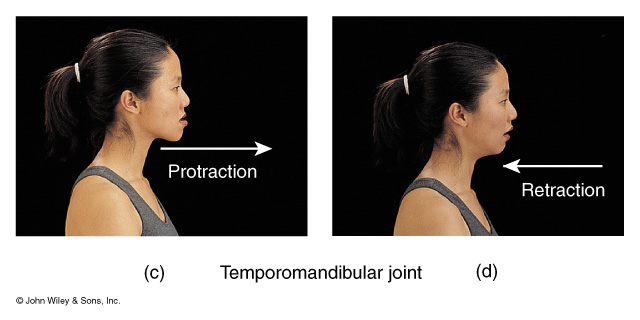 Protraction
Retraction
(c) Temporomandibular joint (d)
© John Wiley & Sons, Inc.